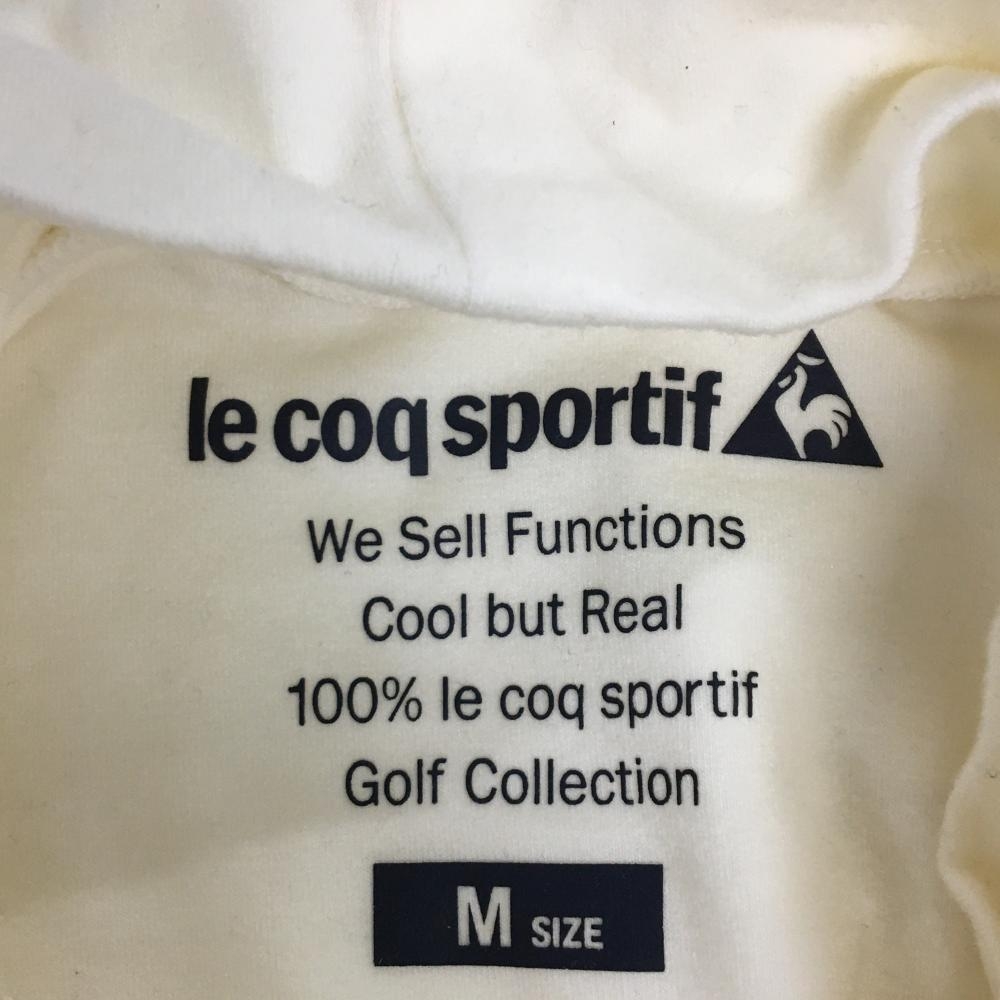 le coq sportif
We Sell Functions
Cool but Real
100% le coq sportif
Golf Collection
M SIZE